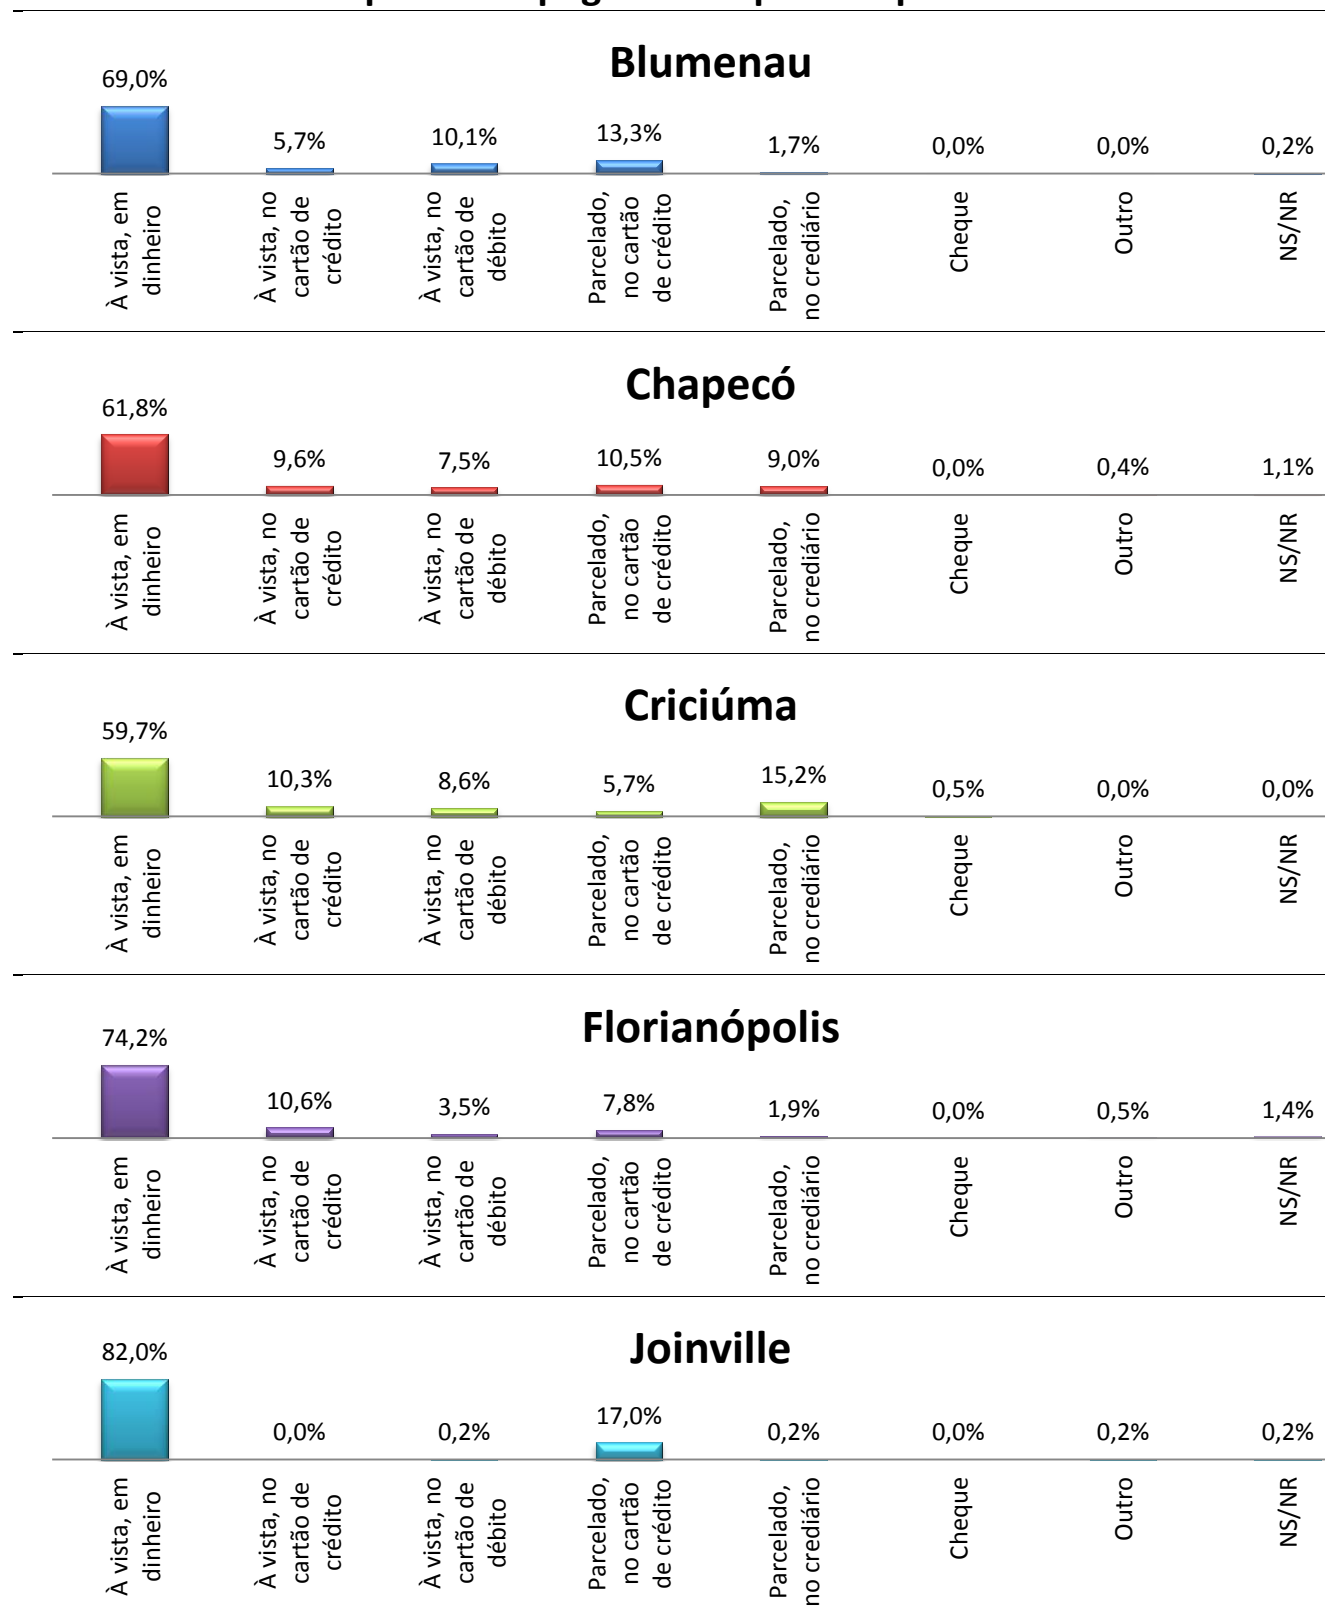 Blumenau
69,0%
5,7%
10,1%
13,3%
1,7%
0,0%
0,0%
0,2%
À vista, em
dinheiro
À vista, no
cartão de
crédito
À vista, no
cartão de
débito
Parcelado,
no cartão
de crédito
Parcelado,
no crediário
Cheque
Outro
NS/NR
Chapecó
61,8%
9,6%
7,5%
10,5%
9,0%
0,0%
0,4%
1,1%
À vista, em
dinheiro
À vista, no
cartão de
crédito
À vista, no
cartão de
débito
Parcelado,
no cartão
de crédito
Parcelado,
no crediário
Cheque
Outro
NS/NR
Criciúma
59,7%
10,3%
8,6%
5,7%
15,2%
0,5%
0,0%
0,0%
À vista, em
dinheiro
À vista, no
cartão de
crédito
À vista, no
cartão de
débito
Parcelado,
no cartão
de crédito
Parcelado,
no crediário
Cheque
Outro
NS/NR
Florianópolis
74,2%
10,6%
3,5%
7,8%
1,9%
0,0%
0,5%
1,4%
À vista, em
dinheiro
À vista, no
cartão de
crédito
À vista, no
cartão de
débito
Parcelado,
no cartão
de crédito
Parcelado,
no crediário
Cheque
Outro
NS/NR
Joinville
82,0%
0,0%
0,2%
17,0%
0,2%
0,0%
0,2%
0,2%
À vista, em
dinheiro
À vista, no
cartão de
crédito
À vista, no
cartão de
débito
Parcelado,
no cartão
de crédito
Parcelado,
no crediário
Cheque
Outro
NS/NR